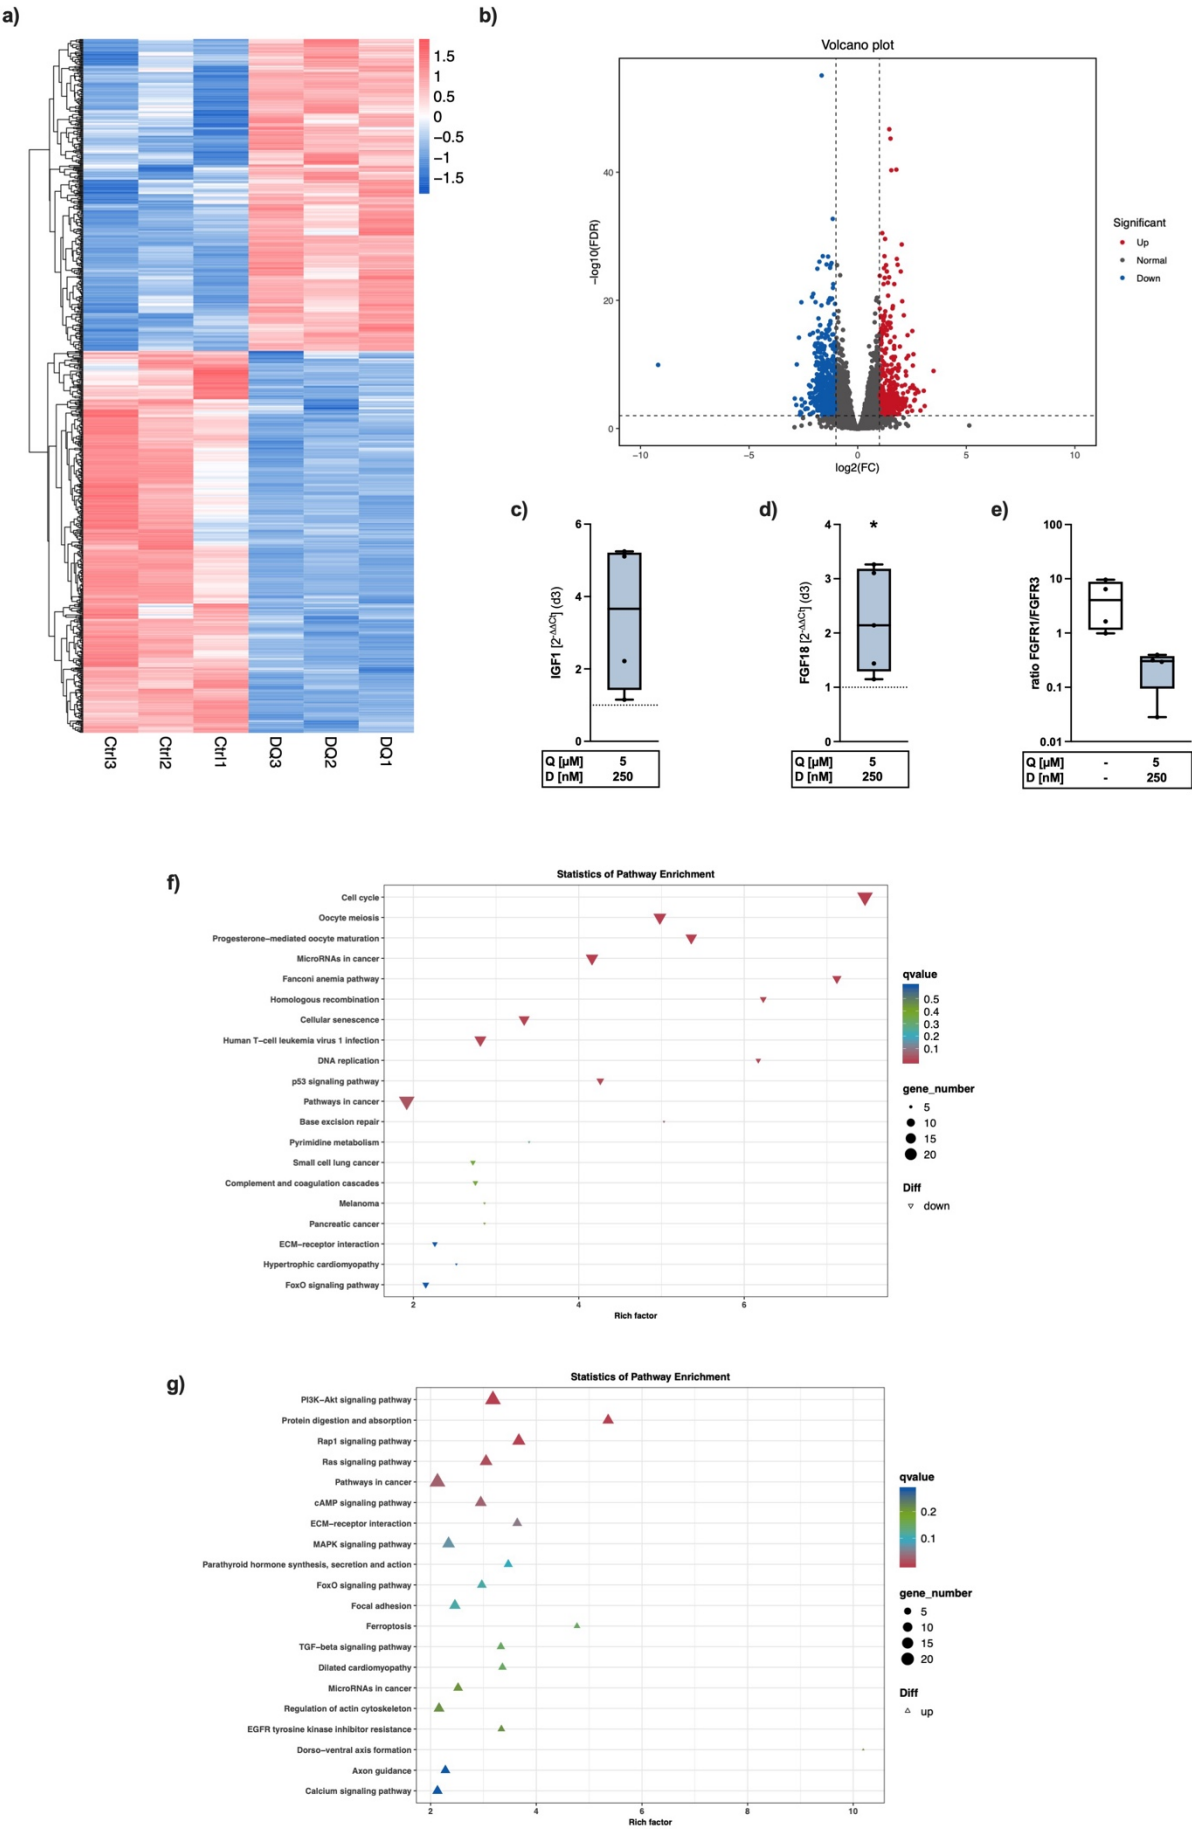 a)
1.5
1
0.5
0
−0.5
−1
−1.5
Ctrl3
Ctrl2
Ctrl1
DQ3
DQ2
DQ1
b)
Volcano plot
−log10(FDR)
40
20
0
−10
−5
0
5
10
log2(FC)
Significant
Up
Normal
Down
c)
IGF1 [2^-ΔΔCt] (d3)
6
4
2
0
Q [µM] 5
D [nM] 250
d)
FGF18 [2^-ΔΔCt] (d3)
*
4
3
2
1
0
Q [µM] 5
D [nM] 250
e)
ratio FGFR1/FGFR3
100
10
1
0.1
0.01
Q [µM] - 5
D [nM] - 250
f)
Statistics of Pathway Enrichment
Cell cycle
Oocyte meiosis
Progesterone−mediated oocyte maturation
MicroRNAs in cancer
Fanconi anemia pathway
Homologous recombination
Cellular senescence
Human T−cell leukemia virus 1 infection
DNA replication
p53 signaling pathway
Pathways in cancer
Base excision repair
Pyrimidine metabolism
Small cell lung cancer
Complement and coagulation cascades
Melanoma
Pancreatic cancer
ECM−receptor interaction
Hypertrophic cardiomyopathy
FoxO signaling pathway
2
4
6
Rich factor
qvalue
0.5
0.4
0.3
0.2
0.1
gene_number
5
10
15
20
Diff
down
g)
Statistics of Pathway Enrichment
PI3K−Akt signaling pathway
Protein digestion and absorption
Rap1 signaling pathway
Ras signaling pathway
Pathways in cancer
cAMP signaling pathway
ECM−receptor interaction
MAPK signaling pathway
Parathyroid hormone synthesis, secretion and action
FoxO signaling pathway
Focal adhesion
Ferroptosis
TGF−beta signaling pathway
Dilated cardiomyopathy
MicroRNAs in cancer
Regulation of actin cytoskeleton
EGFR tyrosine kinase inhibitor resistance
Dorso−ventral axis formation
Axon guidance
Calcium signaling pathway
2
4
6
8
10
Rich factor
qvalue
0.2
0.1
gene_number
5
10
15
20
Diff
up